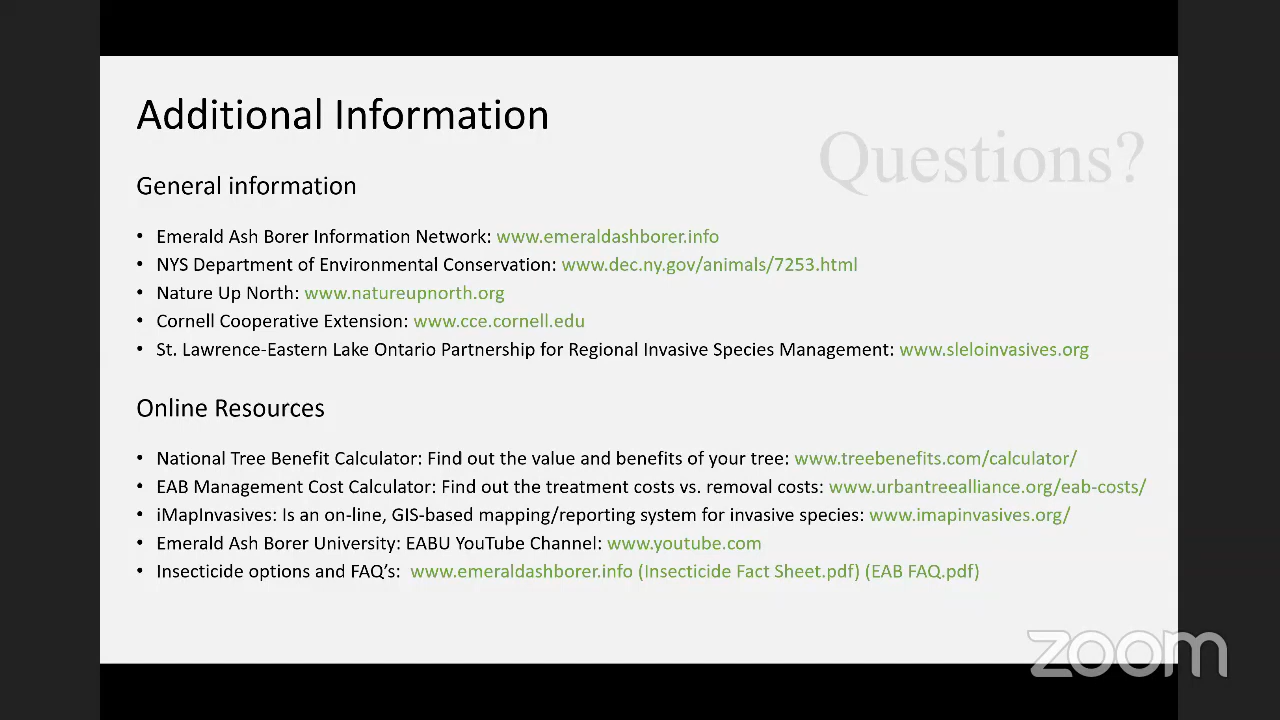 Additional Information
Questions?
General information
• Emerald Ash Borer Information Network: www.emeraldashborer.info
• NYS Department of Environmental Conservation: www.dec.ny.gov/animals/7253.html
• Nature Up North: www.natureupnorth.org
• Cornell Cooperative Extension: www.cce.cornell.edu
• St. Lawrence-Eastern Lake Ontario Partnership for Regional Invasive Species Management: www.sleloinvasives.org
Online Resources
• National Tree Benefit Calculator: Find out the value and benefits of your tree: www.treebenefits.com/calculator/
• EAB Management Cost Calculator: Find out the treatment costs vs. removal costs: www.urbantreealliance.org/eab-costs/
• iMapInvasives: Is an on-line, GIS-based mapping/reporting system for invasive species: www.imapinvasives.org/
• Emerald Ash Borer University: EABU YouTube Channel: www.youtube.com
• Insecticide options and FAQ's: www.emeraldashborer.info (Insecticide Fact Sheet.pdf) (EAB FAQ.pdf)
zoom